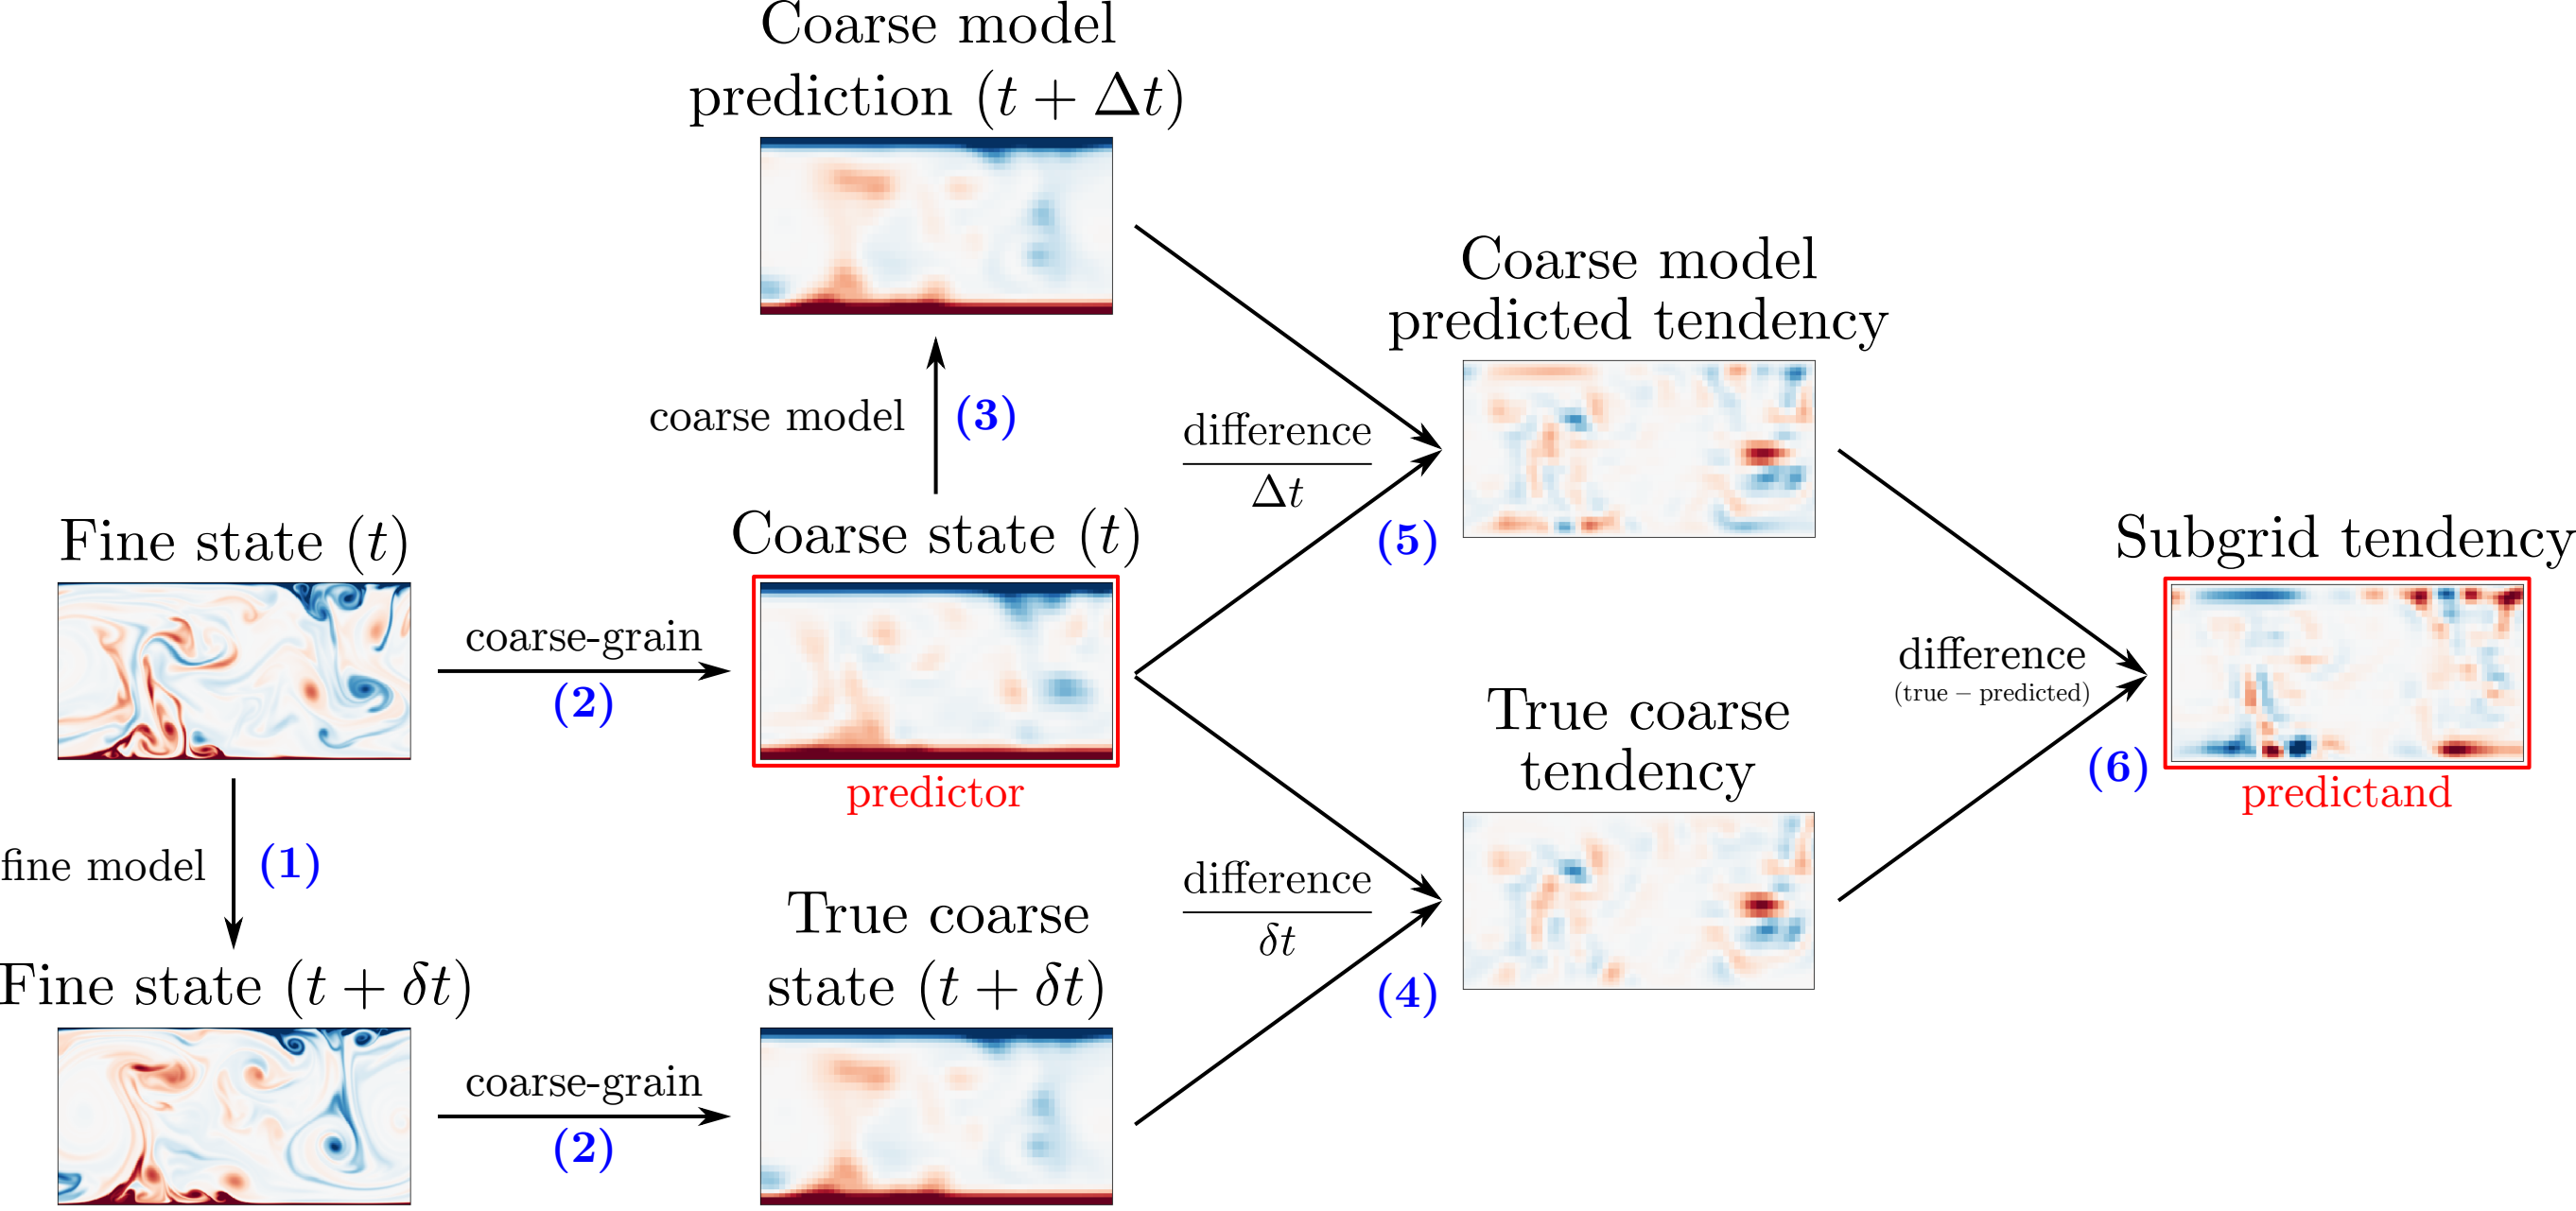 Coarse model
prediction (t + Δt)
coarse model
(3)
Fine state (t)
coarse-grain
(2)
Coarse state (t)
predictor
fine model
(1)
Fine state (t + δt)
coarse-grain
(2)
True coarse
state (t + δt)
difference
Δt
(5)
Coarse model
predicted tendency
difference
δt
(4)
True coarse
tendency
difference
(true − predicted)
(6)
Subgrid tendency
predictand